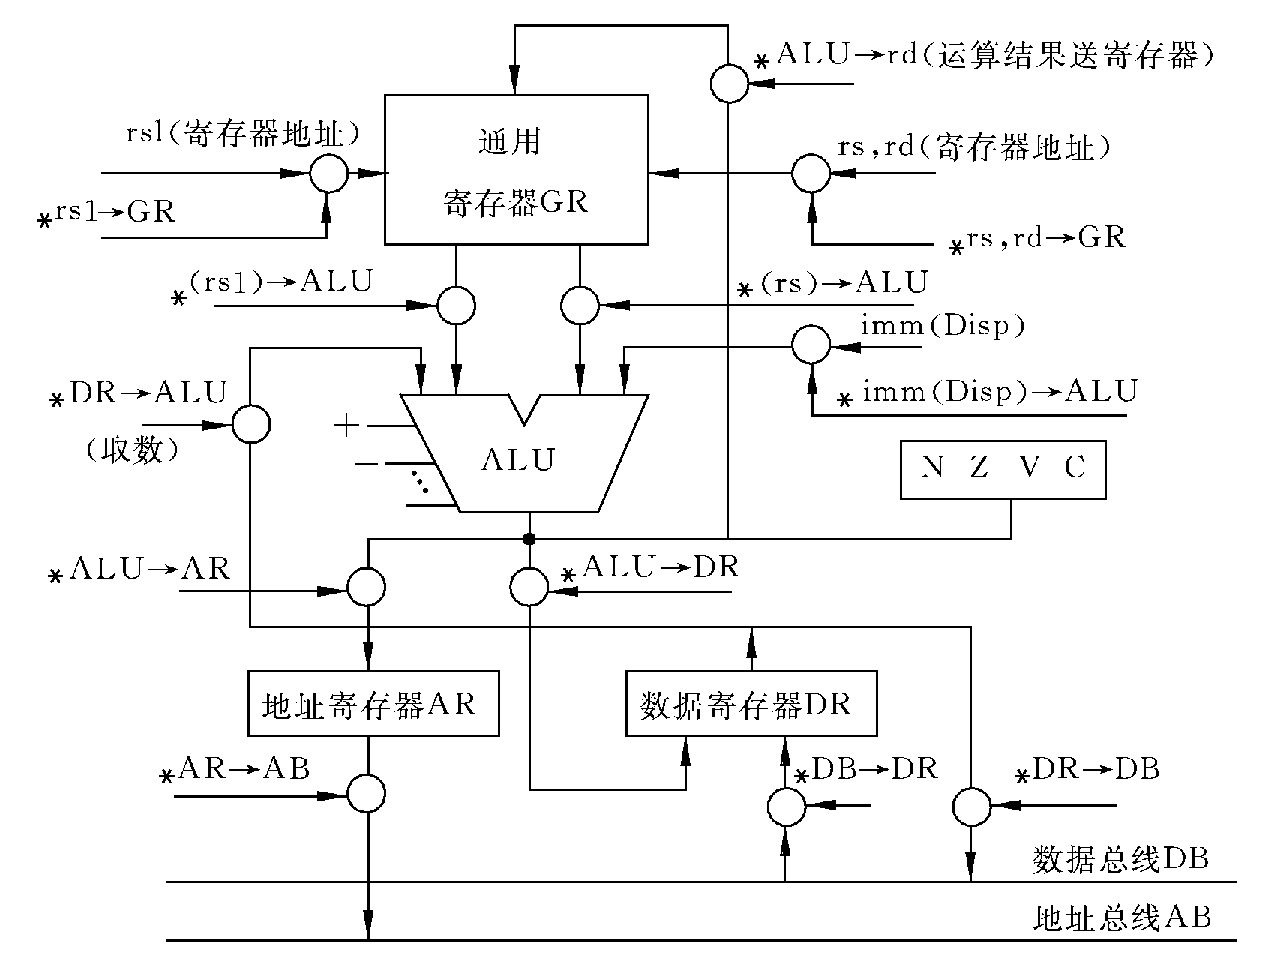 *ALU→rd(运算结果送寄存器)
rsl(寄存器地址)
通用
寄存器GR
rs,rd(寄存器地址)
*rs1→GR
*rs,rd→GR
*(rs1)→ALU
*(rs)→ALU
imm(Disp)
*DR→ALU
(取数)
*imm(Disp)→ALU
+
−
⋱
ALU
N Z V C
*ALU→AR
*ALU→DR
地址寄存器AR
数据寄存器DR
*AR→AB
*DB→DR
*DR→DB
数据总线DB
地址总线AB